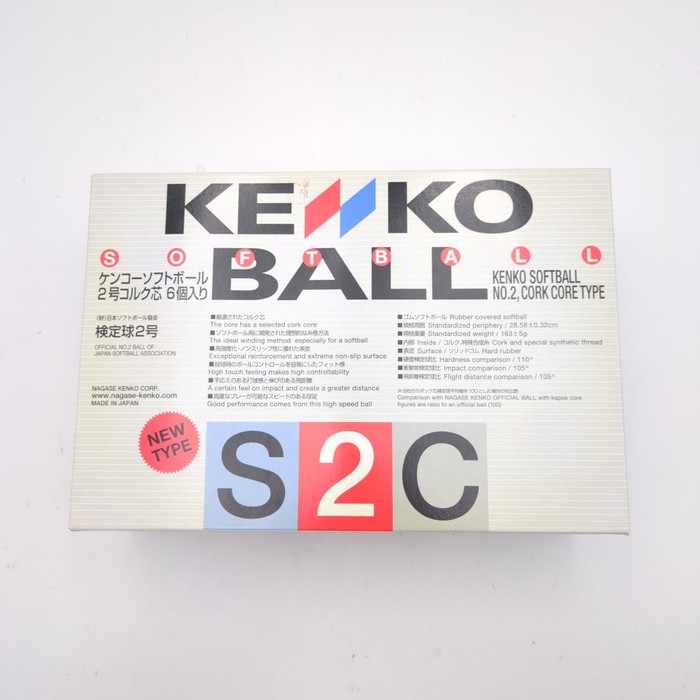 KENKO
SOFTBALL
BALL
ケンコーソフトボール
2号コルク芯 6個入り
KENKO SOFTBALL
NO.2, CORK CORE TYPE
(財)日本ソフトボール協会
検定球2号
OFFICIAL NO.2 BALL OF
JAPAN SOFTBALL ASSOCIATION
NAGASE KENKO CORP.
www.nagase-kenko.com
MADE IN JAPAN
NEW
TYPE
■厳選されたコルク芯
The core has a selected cork core
■ソフトボール用に開発された理想的な糸巻方法
The ideal winding method especially for a softball
■高強度化・ノンスリップ性に優れた表皮
Exceptional reinforcement and extreme non-slip surface
■投球時のボールコントロールを容易にしたフィット感
High touch feeling makes high controllability
■手応えのある打球感と伸びのある飛距離
A certain feel on impact and create a greater distance
■高度なプレーが可能なスピードのある球足
Good performance comes from this high speed ball
■ゴムソフトボール Rubber covered softball
■規格周囲 Standardized periphery / 28.58±0.32cm
■規格重量 Standardized weight / 163±5g
■内部 Inside / コルク,特殊合成糸 Cork and special synthetic thread
■表皮 Surface / ソリッドゴム Hard rubber
■硬度検定球比 Hardness comparison / 110*
■衝撃度検定球比 Impact comparison / 105*
■飛距離検定球比 Flight distance comparison / 105*
Comparison with NAGASE KENKO OFFICIAL BALL with kapok core
figures are ratio to an official ball (100)
S2C